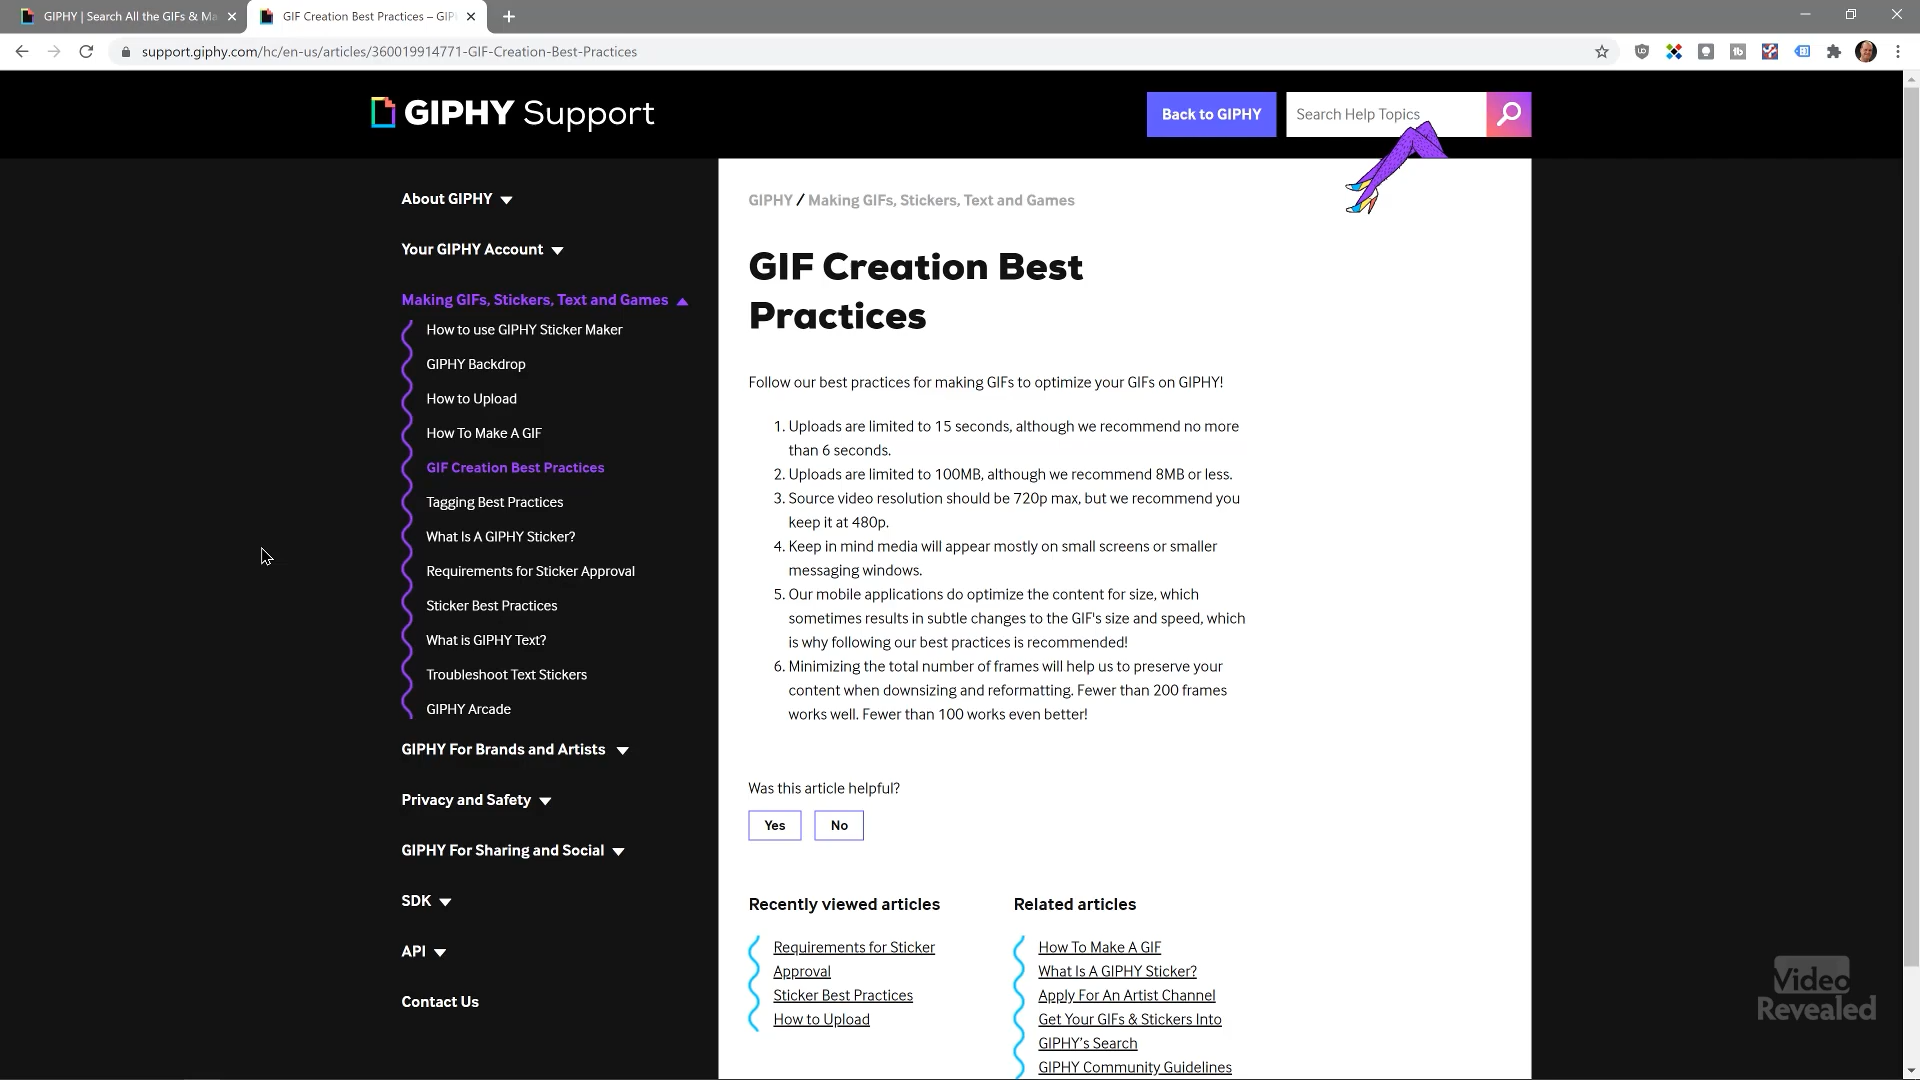 GIPHY | Search All the GIFs & Ma
GIF Creation Best Practices – GIP
support.giphy.com/hc/en-us/articles/360019914771-GIF-Creation-Best-Practices
GIPHY Support
Back to GIPHY
Search Help Topics
About GIPHY
Your GIPHY Account
Making GIFs, Stickers, Text and Games
How to use GIPHY Sticker Maker
GIPHY Backdrop
How to Upload
How To Make A GIF
GIF Creation Best Practices
Tagging Best Practices
What Is A GIPHY Sticker?
Requirements for Sticker Approval
Sticker Best Practices
What is GIPHY Text?
Troubleshoot Text Stickers
GIPHY Arcade
GIPHY For Brands and Artists
Privacy and Safety
GIPHY For Sharing and Social
SDK
API
Contact Us
GIPHY / Making GIFs, Stickers, Text and Games
GIF Creation Best
Practices
Follow our best practices for making GIFs to optimize your GIFs on GIPHY!
1. Uploads are limited to 15 seconds, although we recommend no more
than 6 seconds.
2. Uploads are limited to 100MB, although we recommend 8MB or less.
3. Source video resolution should be 720p max, but we recommend you
keep it at 480p.
4. Keep in mind media will appear mostly on small screens or smaller
messaging windows.
5. Our mobile applications do optimize the content for size, which
sometimes results in subtle changes to the GIF's size and speed, which
is why following our best practices is recommended!
6. Minimizing the total number of frames will help us to preserve your
content when downsizing and reformatting. Fewer than 200 frames
works well. Fewer than 100 works even better!
Was this article helpful?
Yes
No
Recently viewed articles
Requirements for Sticker
Approval
Sticker Best Practices
How to Upload
Related articles
How To Make A GIF
What Is A GIPHY Sticker?
Apply For An Artist Channel
Get Your GIFs & Stickers Into
GIPHY's Search
GIPHY Community Guidelines
Video
Revealed